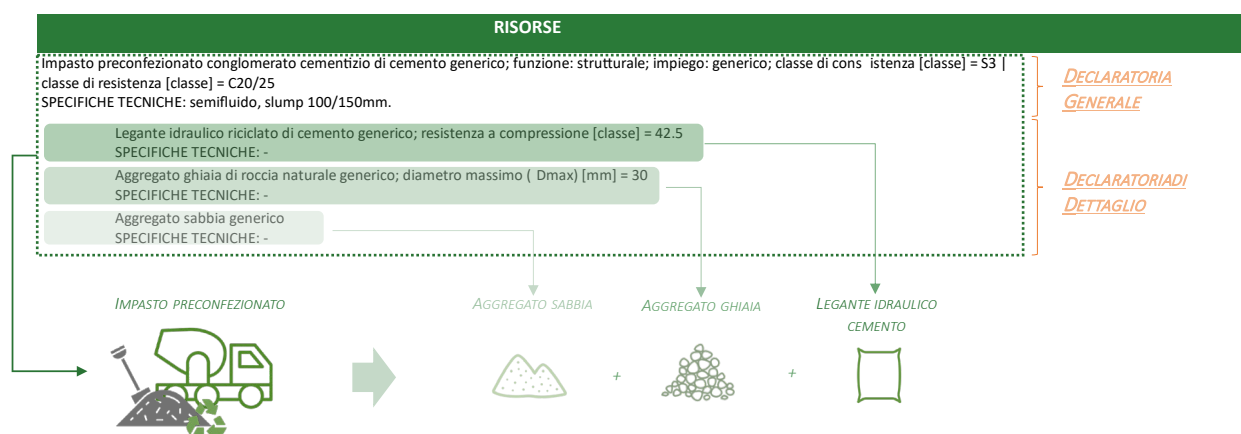 RISORSE
Impasto preconfezionato conglomerato cementizio di cemento generico; funzione: strutturale; impiego: generico; classe di cons istenza [classe] = S3 |
classe di resistenza [classe] = C20/25
SPECIFICHE TECNICHE: semifluido, slump 100/150mm.
DECLARATORIA
GENERALE
Legante idraulico riciclato di cemento generico; resistenza a compressione [classe] = 42.5
SPECIFICHE TECNICHE: -
Aggregato ghiaia di roccia naturale generico; diametro massimo ( Dmax) [mm] = 30
SPECIFICHE TECNICHE: -
Aggregato sabbia generico
SPECIFICHE TECNICHE: -
DECLARATORIADI
DETTAGLIO
IMPASTO PRECONFEZIONATO
AGGREGATO SABBIA
AGGREGATO GHIAIA
LEGANTE IDRAULICO
CEMENTO
+
+